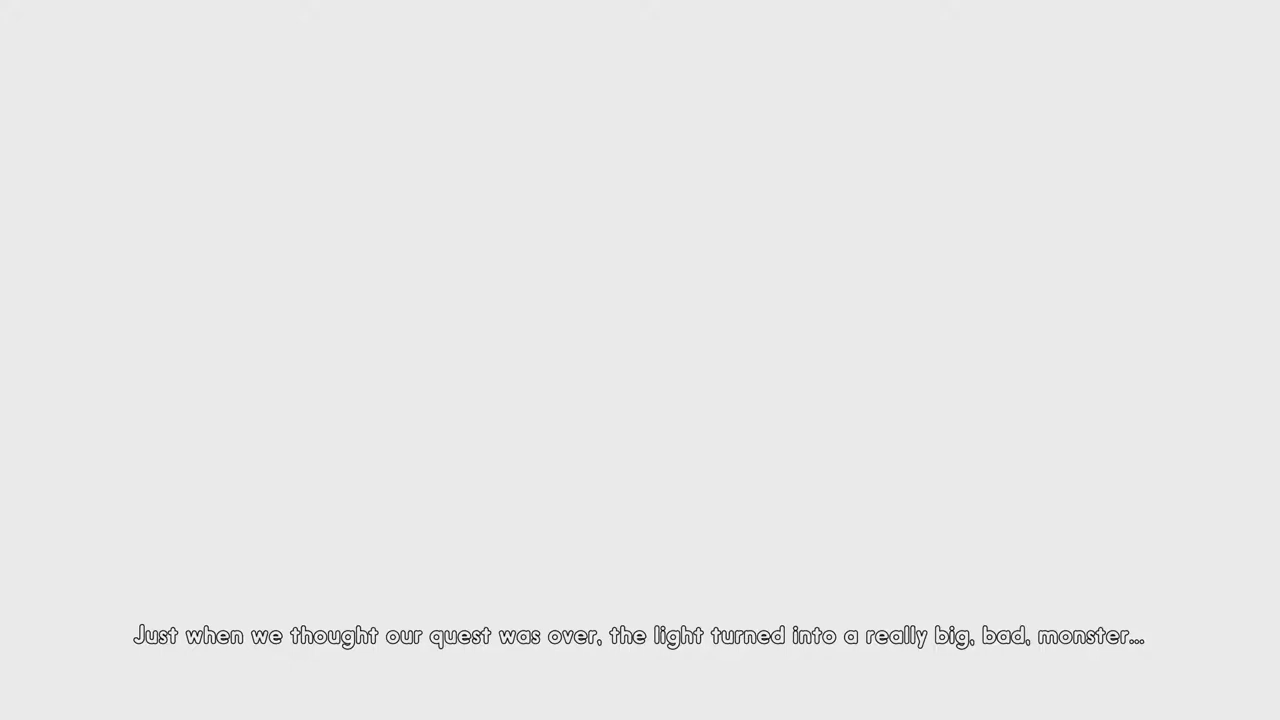 Just when we thought our quest was over, the light turned into a really big, bad, monster...